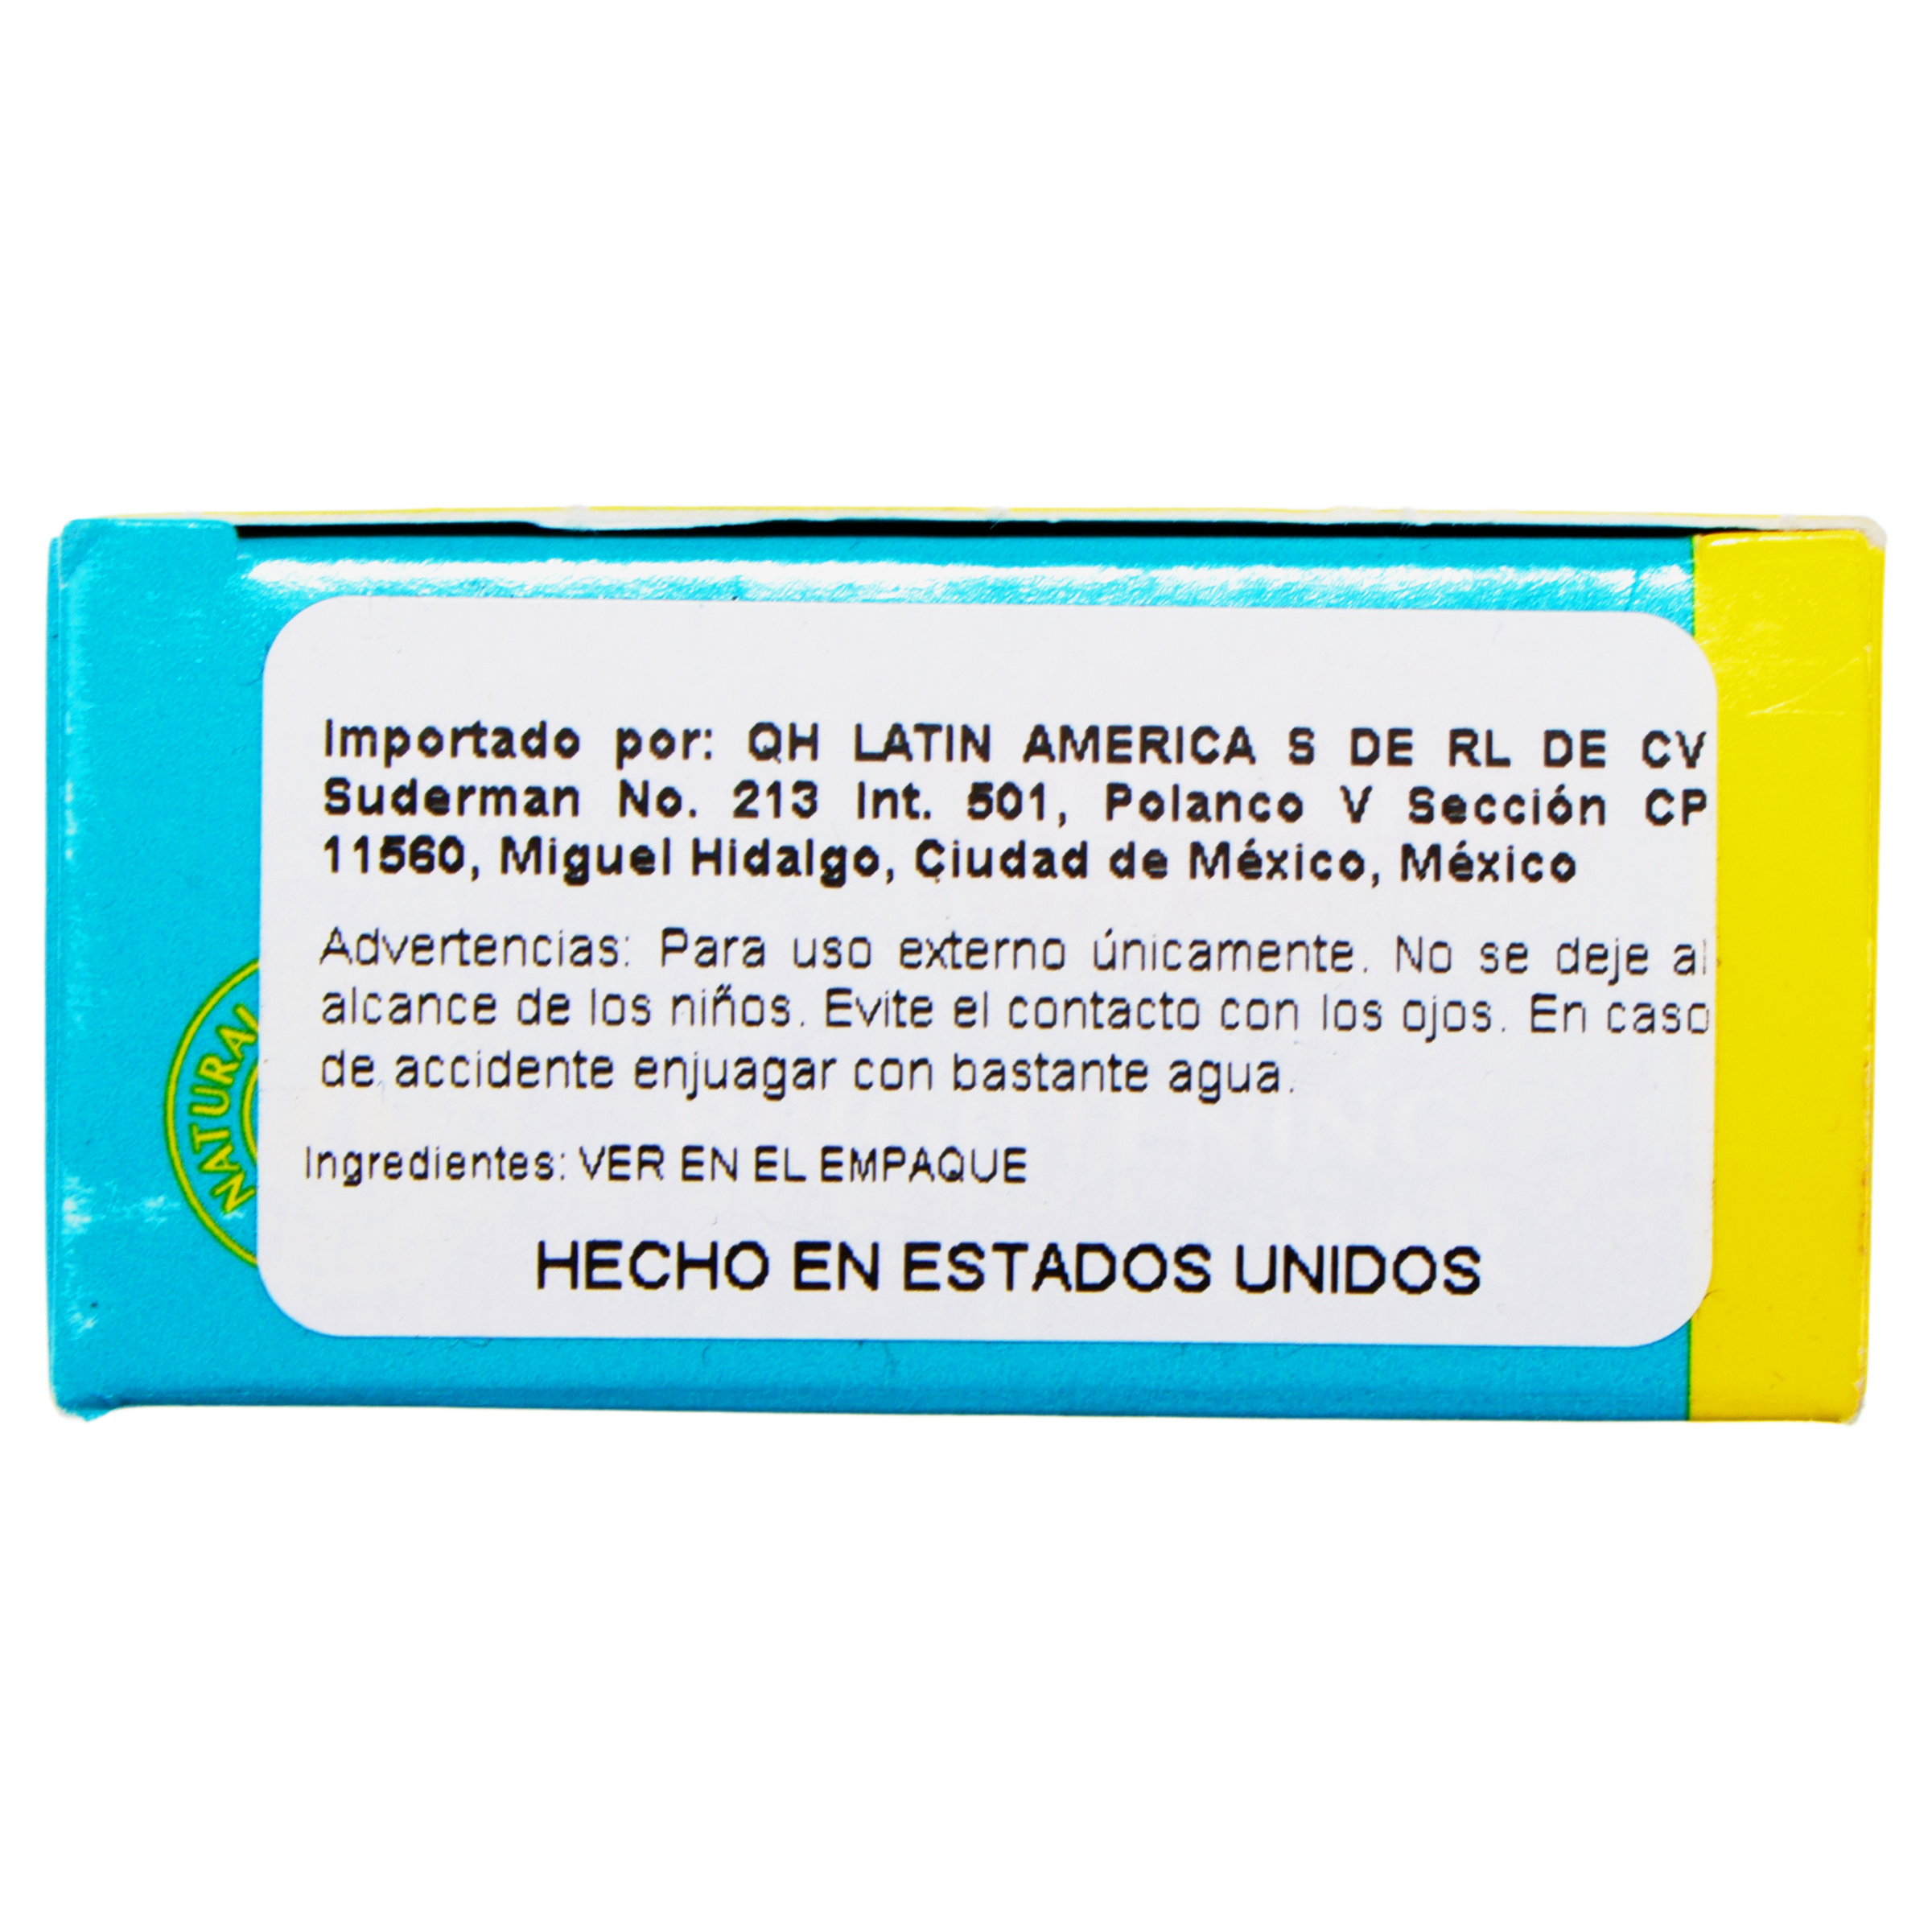 Importado por: QH LATIN AMERICA S DE RL DE CV
Suderman No. 213 Int. 501, Polanco V Sección CP
11560, Miguel Hidalgo, Ciudad de México, México
Advertencias: Para uso externo únicamente. No se deje al
alcance de los niños. Evite el contacto con los ojos. En caso
de accidente enjuagar con bastante agua.
NATURAL
Ingredientes: VER EN EL EMPAQUE
HECHO EN ESTADOS UNIDOS